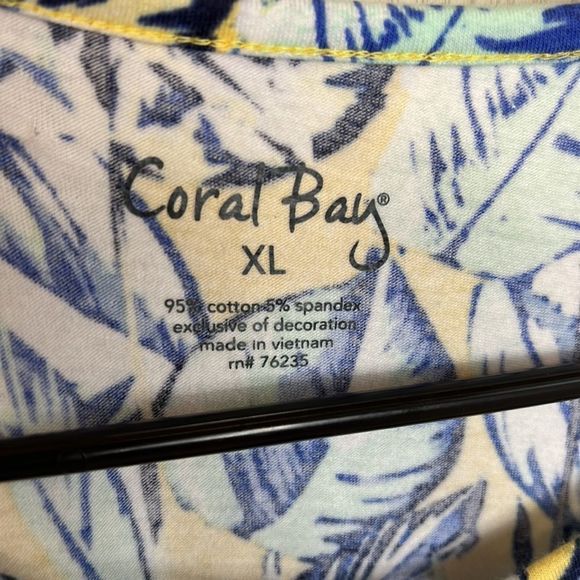 Coral Bay®
XL
95% cotton 5% spandex
exclusive of decoration
made in vietnam
rn# 76235